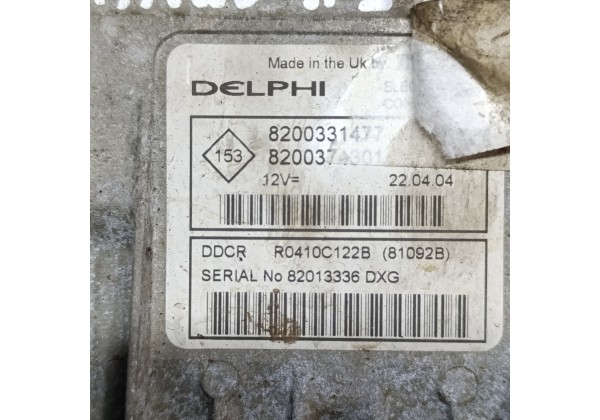 Made in the Uk by
DELPHI
153
8200331477
8200374301
12V=
22.04.04
DDCR R0410C122B (81092B)
SERIAL No 82013336 DXG